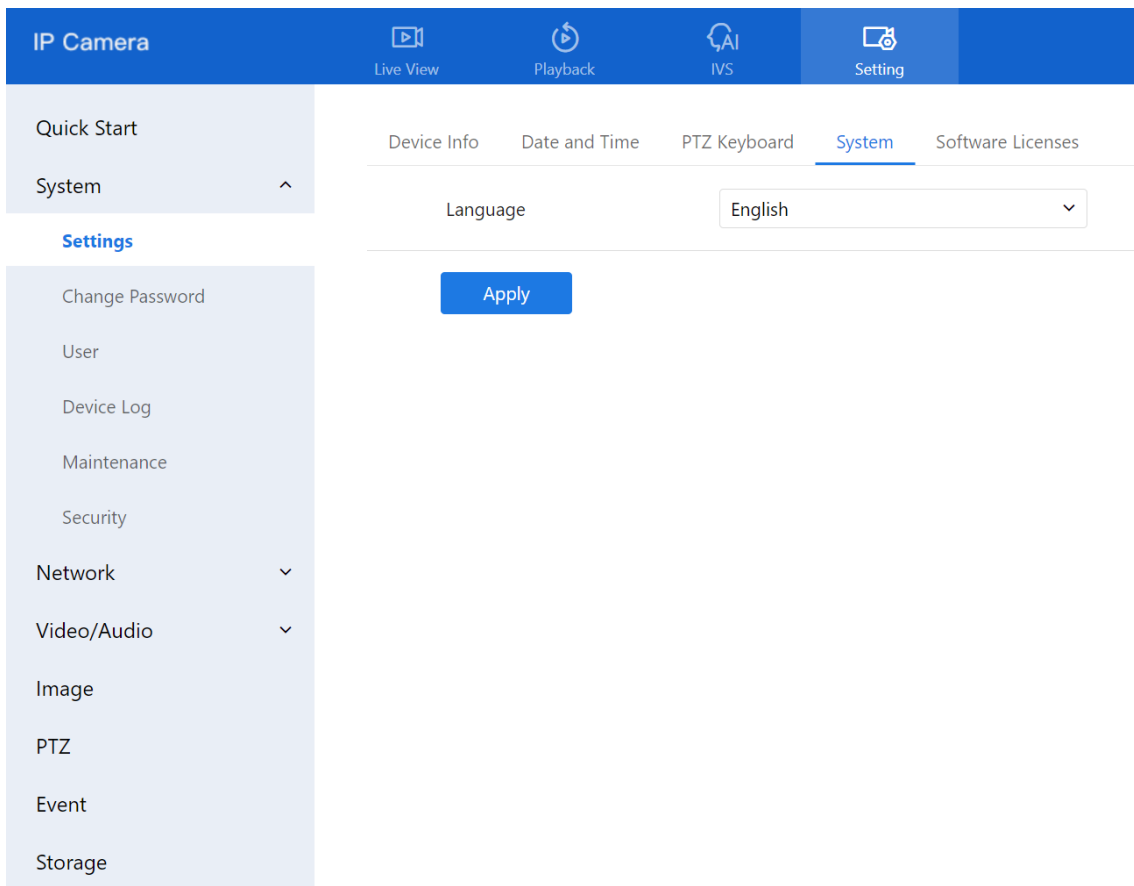 IP Camera
Live View
Playback
AI
IVS
Setting
Quick Start
System
Settings
Change Password
User
Device Log
Maintenance
Security
Network
Video/Audio
Image
PTZ
Event
Storage
Device Info Date and Time PTZ Keyboard System Software Licenses
Language English
Apply